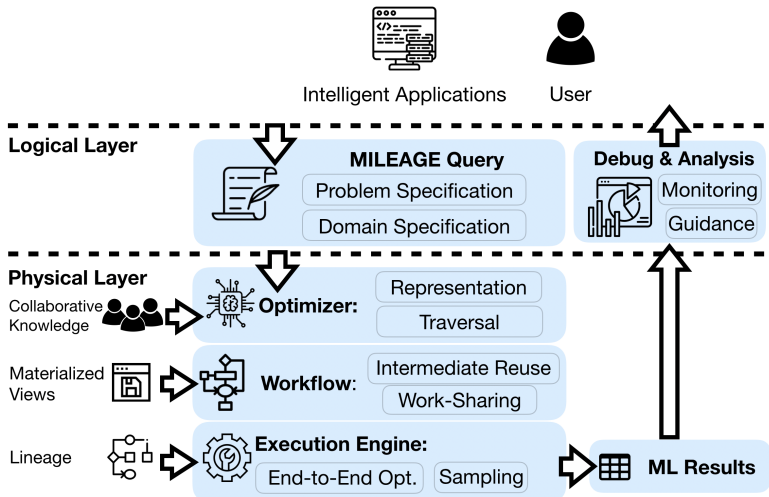 Intelligent Applications
User
Logical Layer
MILEAGE Query
Problem Specification
Domain Specification
Debug & Analysis
Monitoring
Guidance
Physical Layer
Collaborative
Knowledge
Optimizer:
Representation
Traversal
Materialized
Views
Workflow:
Intermediate Reuse
Work-Sharing
Lineage
Execution Engine:
End-to-End Opt.
Sampling
ML Results